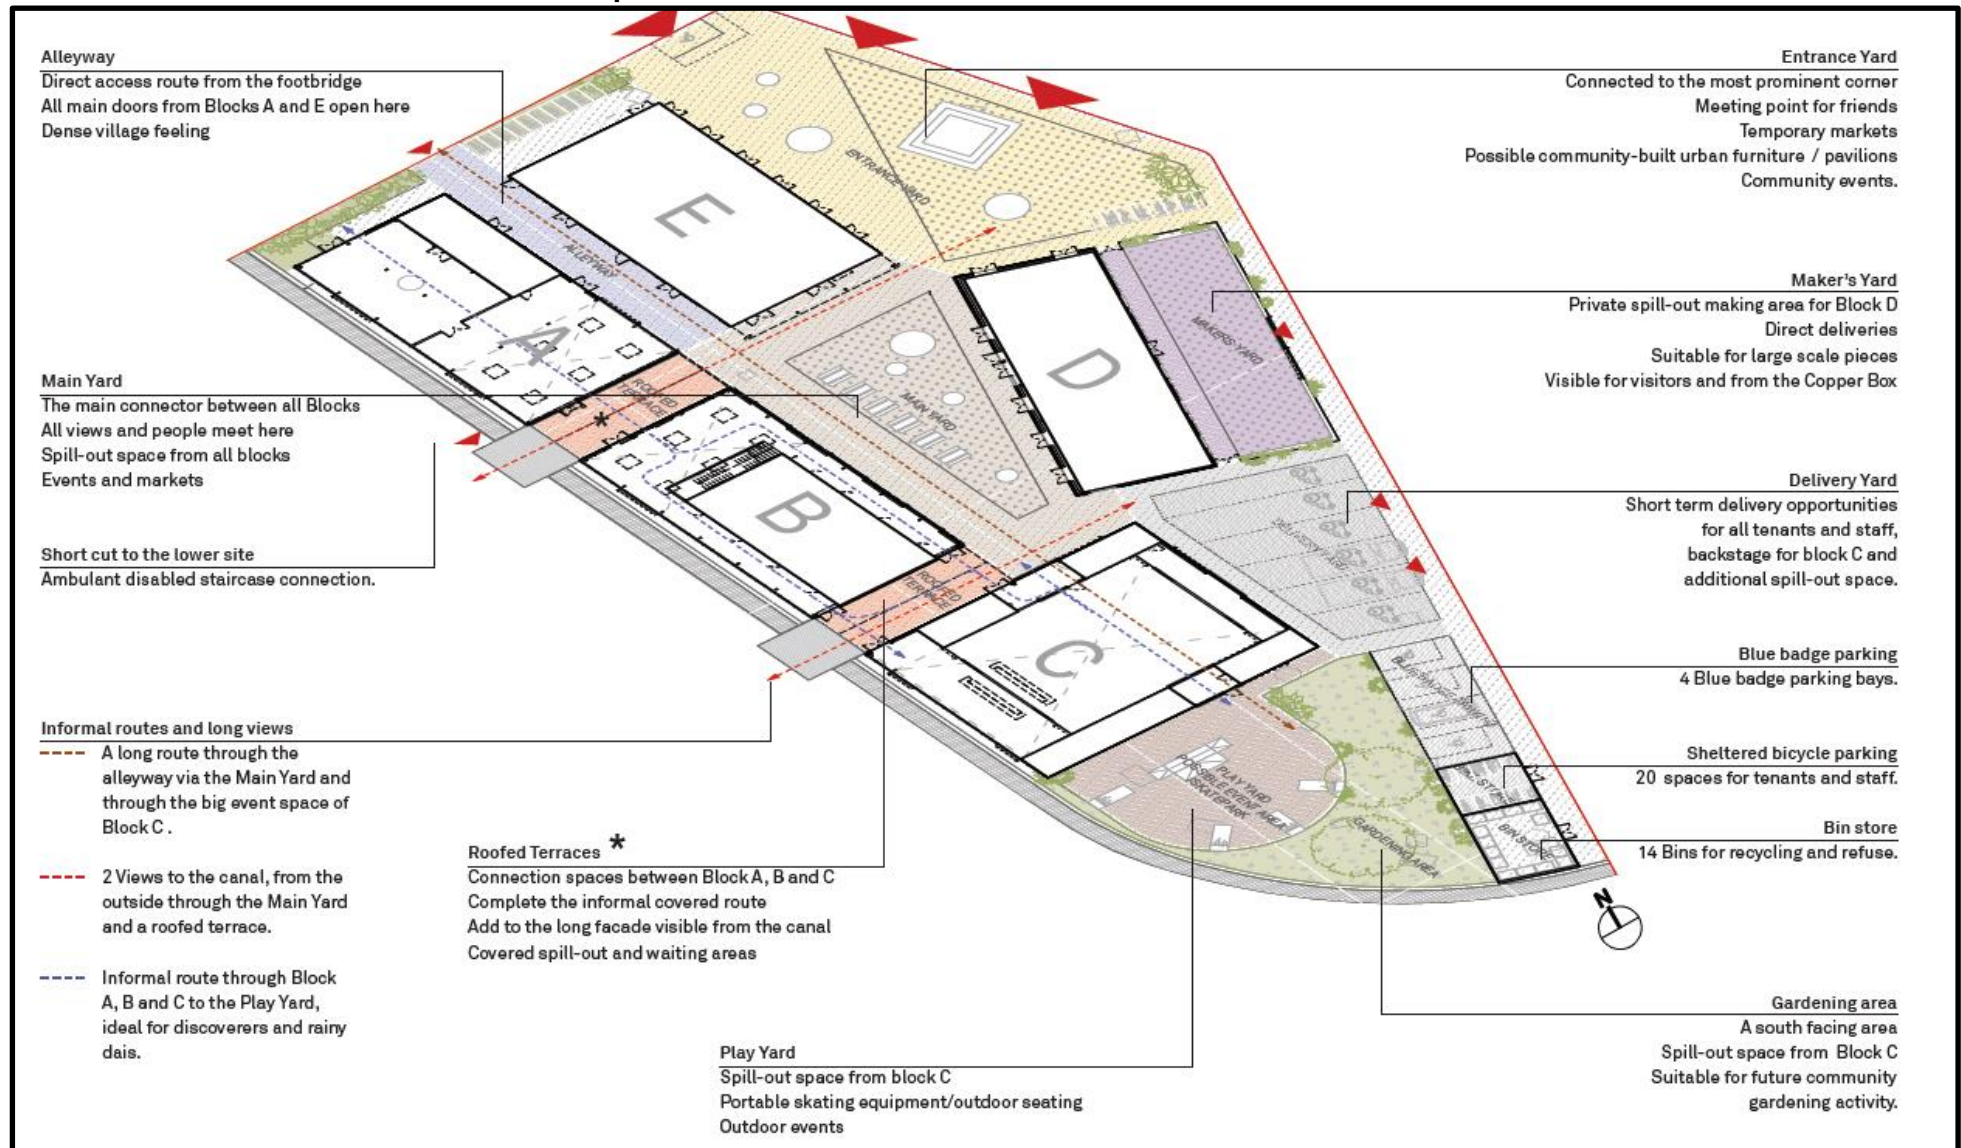 Alleyway
Direct access route from the footbridge
All main doors from Blocks A and E open here
Dense village feeling
Main Yard
The main connector between all Blocks
All views and people meet here
Spill-out space from all blocks
Events and markets
Short cut to the lower site
Ambulant disabled staircase connection.
Informal routes and long views
A long route through the
alleyway via the Main Yard and
through the big event space of
Block C .
2 Views to the canal, from the
outside through the Main Yard
and a roofed terrace.
Informal route through Block
A, B and C to the Play Yard,
ideal for discoverers and rainy
dais.
Roofed Terraces *
Connection spaces between Block A, B and C
Complete the informal covered route
Add to the long facade visible from the canal
Covered spill-out and waiting areas
Play Yard
Spill-out space from block C
Portable skating equipment/outdoor seating
Outdoor events
Entrance Yard
Connected to the most prominent corner
Meeting point for friends
Temporary markets
Possible community-built urban furniture / pavilions
Community events.
Maker's Yard
Private spill-out making area for Block D
Direct deliveries
Suitable for large scale pieces
Visible for visitors and from the Copper Box
Delivery Yard
Short term delivery opportunities
for all tenants and staff,
backstage for block C and
additional spill-out space.
Blue badge parking
4 Blue badge parking bays.
Sheltered bicycle parking
20 spaces for tenants and staff.
Bin store
14 Bins for recycling and refuse.
Gardening area
A south facing area
Spill-out space from Block C
Suitable for future community
gardening activity.
ENTRANCE YARD
E
ALLEYWAY
A
ROOFED
TERRACE
*
MAIN YARD
D
MAKERS YARD
B
ROOFED
TERRACE
C
PLAY YARD
POSSIBLE EVENT AREA
/ SKATEPARK
GARDENING AREA
BIN STORE
N